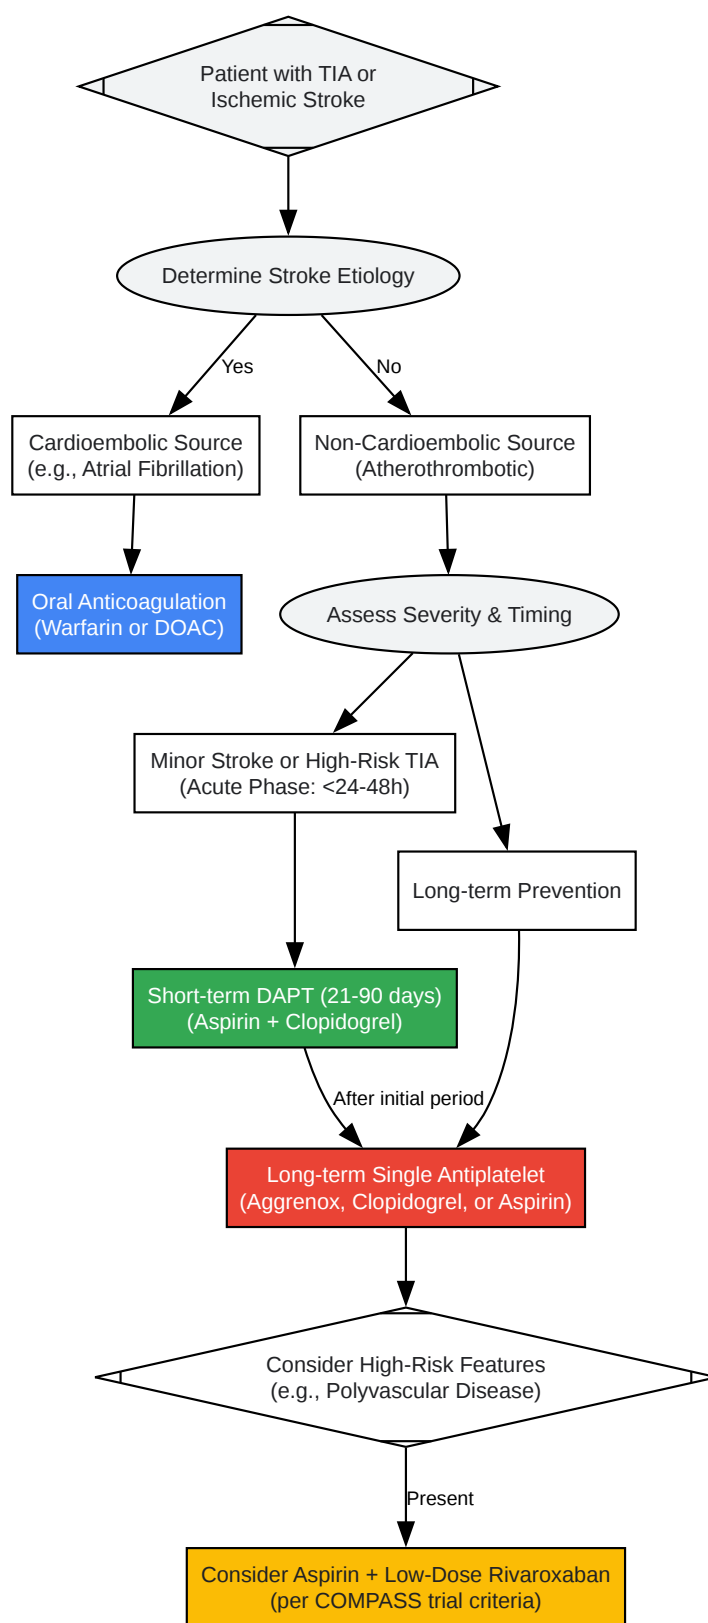 Patient with TIA or
Ischemic Stroke
Determine Stroke Etiology
Yes
No
Cardioembolic Source
(e.g., Atrial Fibrillation)
Non-Cardioembolic Source
(Atherothrombotic)
Oral Anticoagulation
(Warfarin or DOAC)
Assess Severity & Timing
Minor Stroke or High-Risk TIA
(Acute Phase: <24-48h)
Long-term Prevention
Short-term DAPT (21-90 days)
(Aspirin + Clopidogrel)
After initial period
Long-term Single Antiplatelet
(Aggrenox, Clopidogrel, or Aspirin)
Consider High-Risk Features
(e.g., Polyvascular Disease)
Present
Consider Aspirin + Low-Dose Rivaroxaban
(per COMPASS trial criteria)